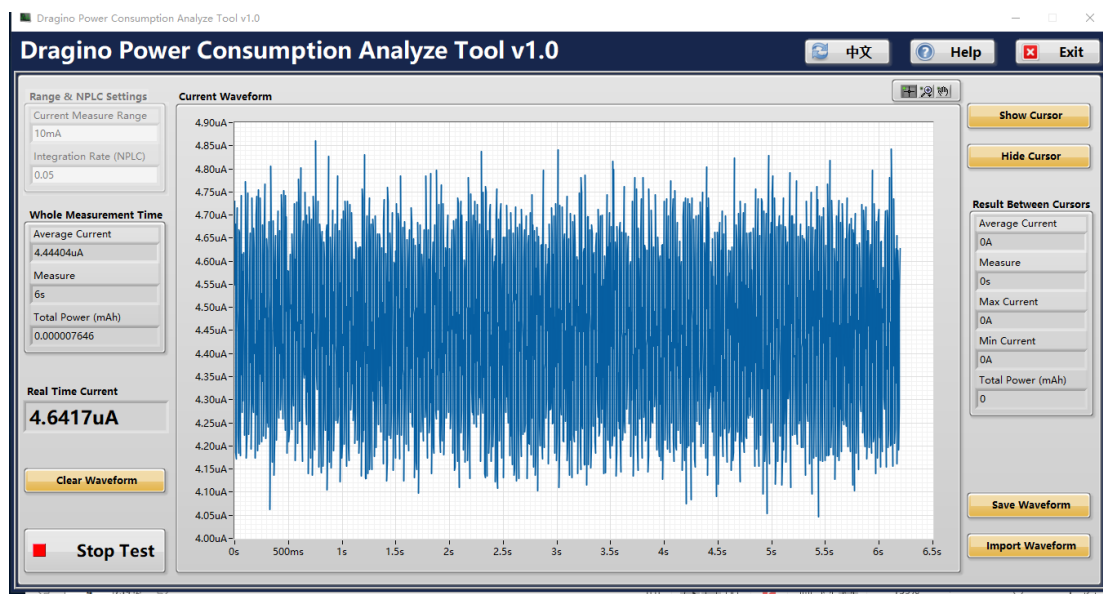 Dragino Power Consumption Analyze Tool v1.0
Dragino Power Consumption Analyze Tool v1.0
中文
Help
Exit
Range & NPLC Settings
Current Measure Range
10mA
Integration Rate (NPLC)
0.05
Whole Measurement Time
Average Current
4.44404uA
Measure
6s
Total Power (mAh)
0.000007646
Real Time Current
4.6417uA
Clear Waveform
Stop Test
Current Waveform
4.90uA
4.85uA
4.80uA
4.75uA
4.70uA
4.65uA
4.60uA
4.55uA
4.50uA
4.45uA
4.40uA
4.35uA
4.30uA
4.25uA
4.20uA
4.15uA
4.10uA
4.05uA
4.00uA
0s 500ms 1s 1.5s 2s 2.5s 3s 3.5s 4s 4.5s 5s 5.5s 6s 6.5s
Show Cursor
Hide Cursor
Result Between Cursors
Average Current
0A
Measure
0s
Max Current
0A
Min Current
0A
Total Power (mAh)
0
Save Waveform
Import Waveform